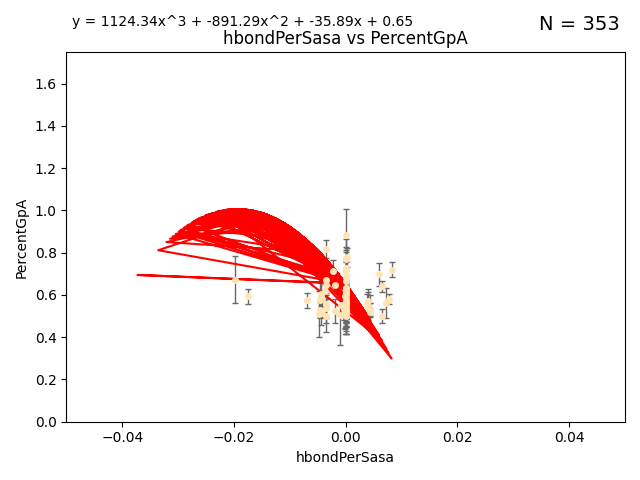 y = 1124.34x^3 + -891.29x^2 + -35.89x + 0.65
N = 353
hbondPerSasa vs PercentGpA
1.6
1.4
1.2
1.0
0.8
0.6
0.4
0.2
0.0
PercentGpA
−0.04 −0.02 0.00 0.02 0.04
hbondPerSasa